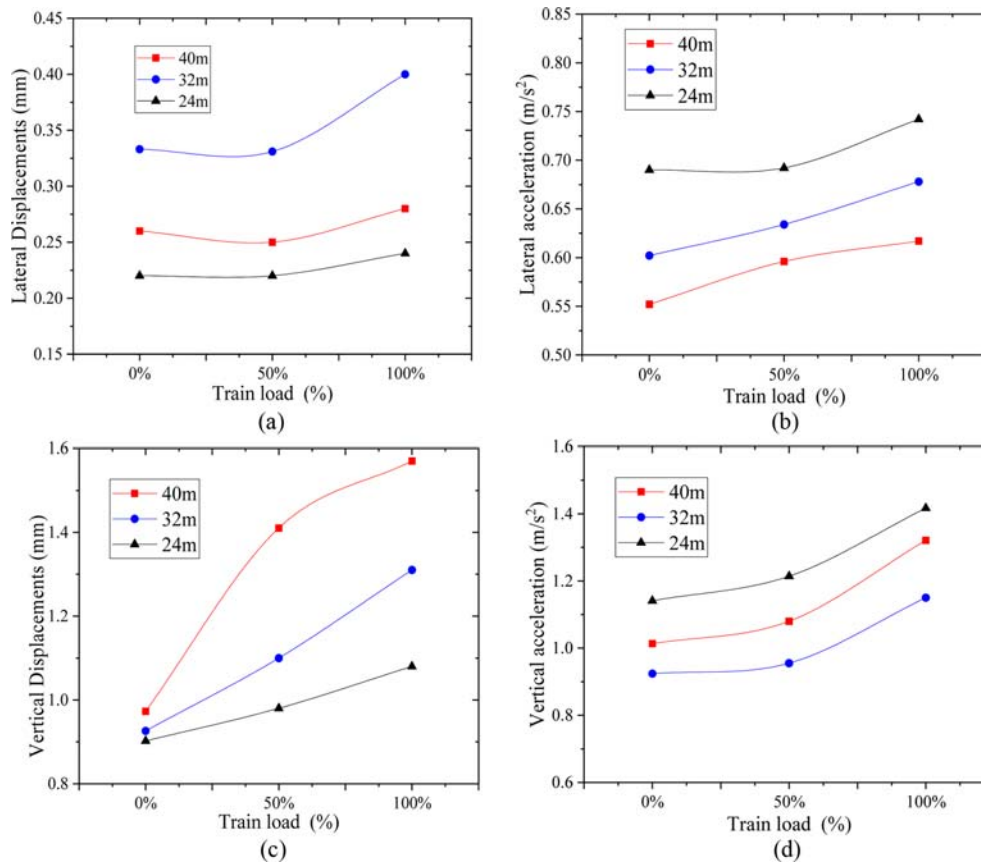 0.45
0.40
0.35
0.30
0.25
0.20
0.15
Lateral Displacements (mm)
40m
32m
24m
0% 50% 100%
Train load (%)
(a)
0.85
0.80
0.75
0.70
0.65
0.60
0.55
0.50
Lateral acceleration (m/s²)
40m
32m
24m
0% 50% 100%
Train load (%)
(b)
1.6
1.4
1.2
1.0
0.8
Vertical Displacements (mm)
40m
32m
24m
0% 50% 100%
Train load (%)
(c)
1.6
1.4
1.2
1.0
0.8
0.6
Vertical acceleration (m/s²)
40m
32m
24m
0% 50% 100%
Train load (%)
(d)